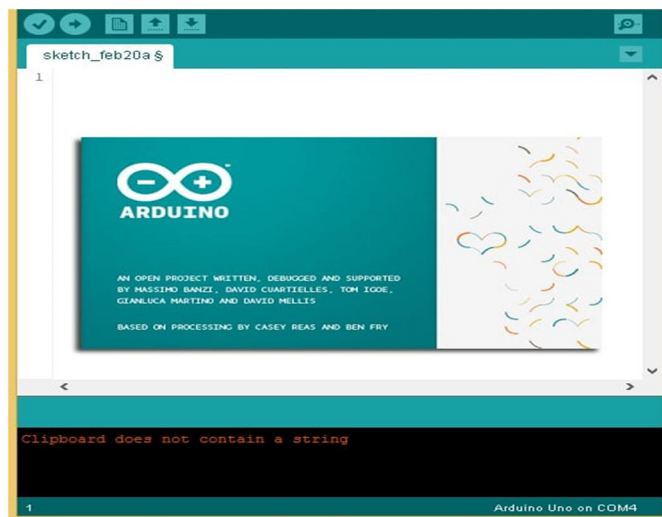 sketch_feb20a §
1
ARDUINO
AN OPEN PROJECT WRITTEN, DEBUGGED AND SUPPORTED
BY MASSIMO BANZI, DAVID CUARTIELLES, TOM IGOE,
GIANLUCA MARTINO AND DAVID MELLIS
BASED ON PROCESSING BY CASEY REAS AND BEN FRY
Clipboard does not contain a string
1
Arduino Uno on COM4